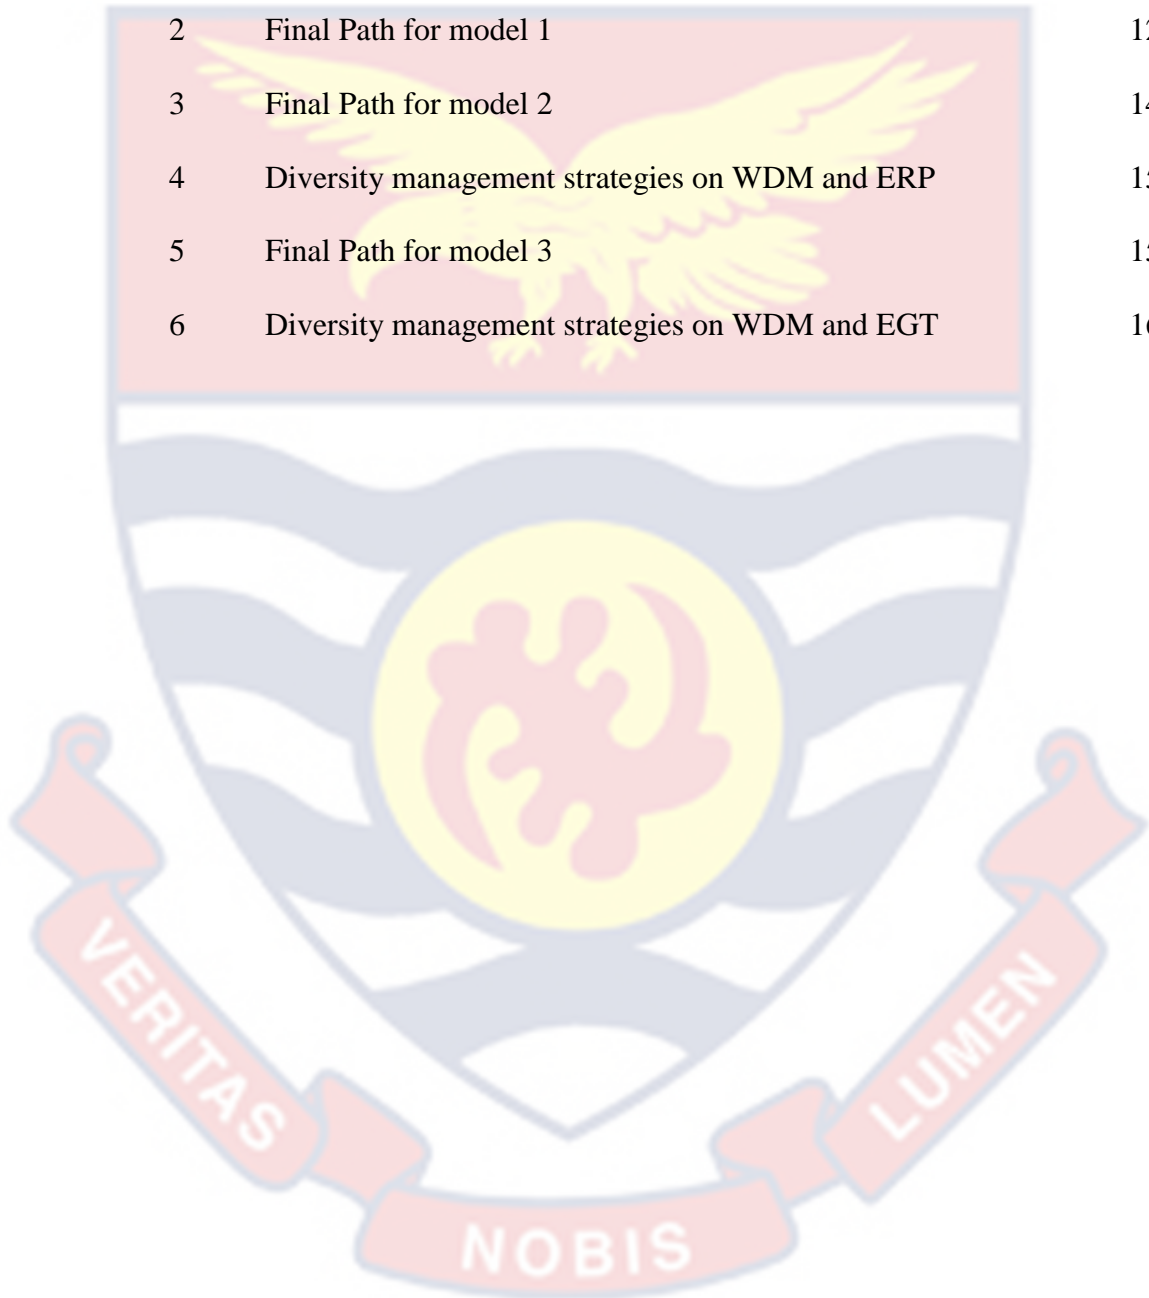 2 Final Path for model 1
3 Final Path for model 2
4 Diversity management strategies on WDM and ERP
5 Final Path for model 3
6 Diversity management strategies on WDM and EGT
VERITAS
NOBIS
LUMEN